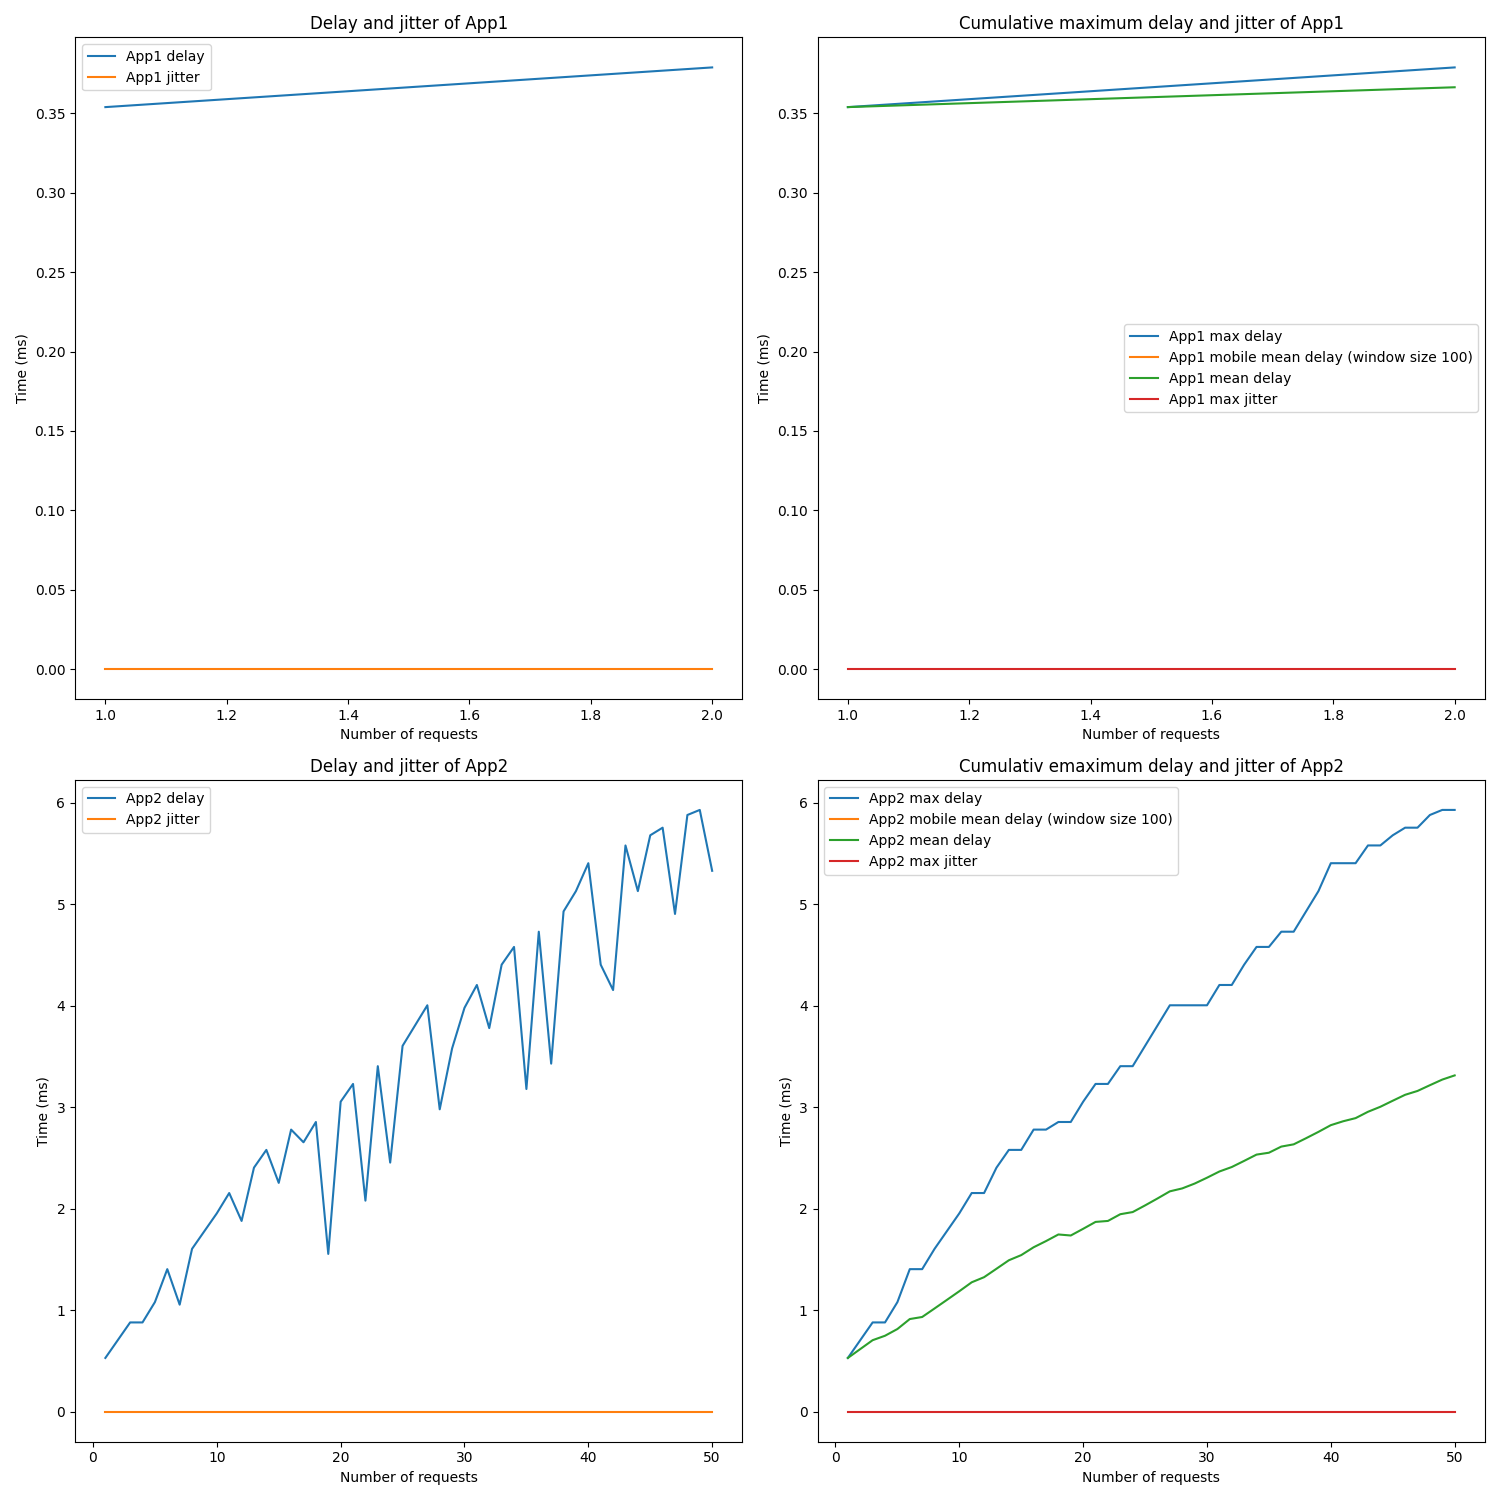 Delay and jitter of App1
App1 delay
App1 jitter
0.35
0.30
0.25
0.20
0.15
0.10
0.05
0.00
Time (ms)
1.0 1.2 1.4 1.6 1.8 2.0
Number of requests
Cumulative maximum delay and jitter of App1
0.35
0.30
0.25
0.20
0.15
0.10
0.05
0.00
Time (ms)
App1 max delay
App1 mobile mean delay (window size 100)
App1 mean delay
App1 max jitter
1.0 1.2 1.4 1.6 1.8 2.0
Number of requests
Delay and jitter of App2
App2 delay
App2 jitter
6
5
4
3
2
1
0
Time (ms)
0 10 20 30 40 50
Number of requests
Cumulativ emaximum delay and jitter of App2
App2 max delay
App2 mobile mean delay (window size 100)
App2 mean delay
App2 max jitter
6
5
4
3
2
1
0
Time (ms)
0 10 20 30 40 50
Number of requests